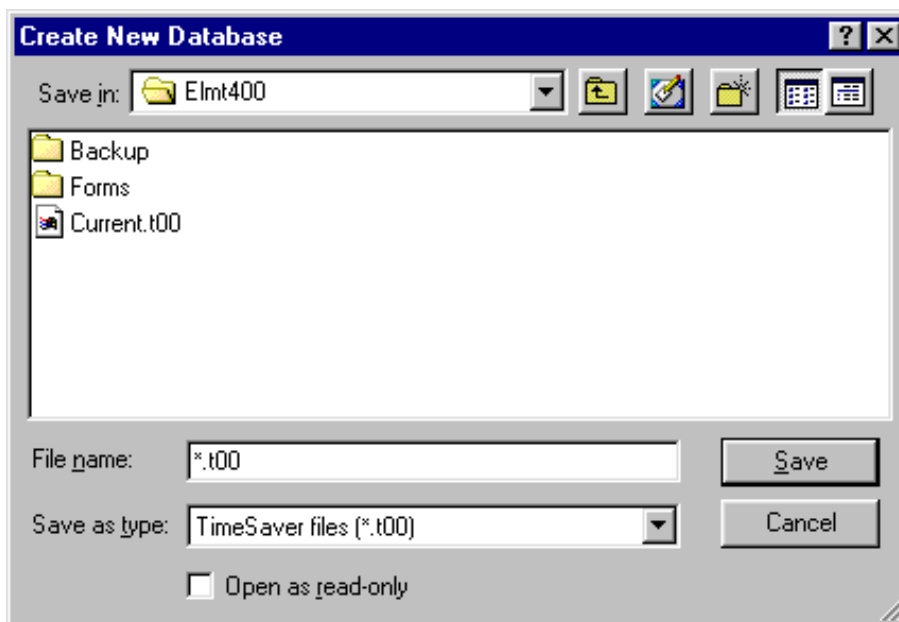 Create New Database
Save in: Elmt400
Backup
Forms
Current.t00
File name: *.t00 Save
Save as type: TimeSaver files (*.t00) Cancel
Open as read-only